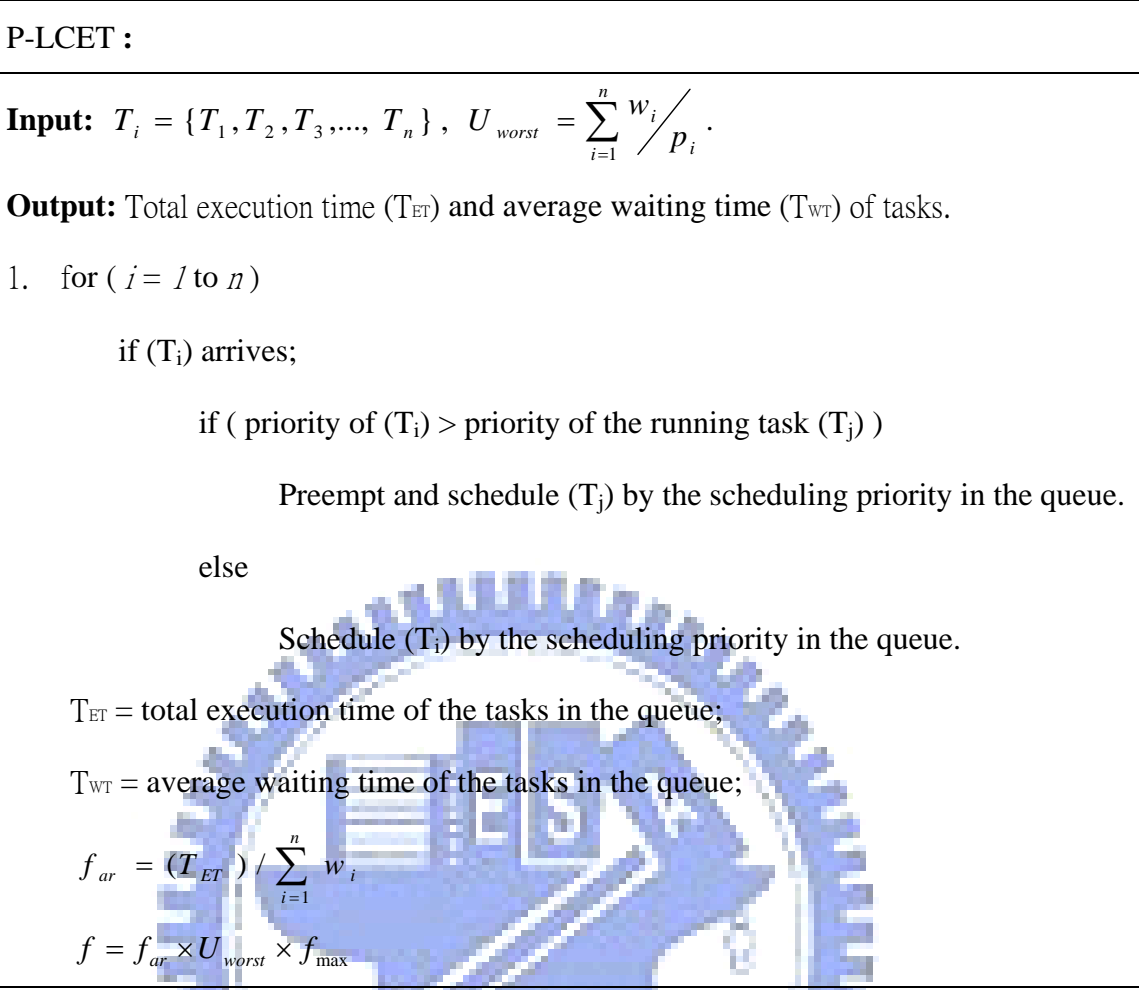 P-LCET :
Input: T_i = {T_1, T_2, T_3, ..., T_n}, U_worst = \sum_{i=1}^{n} w_i / p_i .
Output: Total execution time (T_ET) and average waiting time (T_WT) of tasks.
1. for ( i = 1 to n )
if (T_i) arrives;
if ( priority of (T_i) > priority of the running task (T_j) )
Preempt and schedule (T_j) by the scheduling priority in the queue.
else
Schedule (T_i) by the scheduling priority in the queue.
T_ET = total execution time of the tasks in the queue;
T_WT = average waiting time of the tasks in the queue;
f_ar = (T_ET) / \sum_{i=1}^{n} w_i
f = f_ar × U_worst × f_max
ES